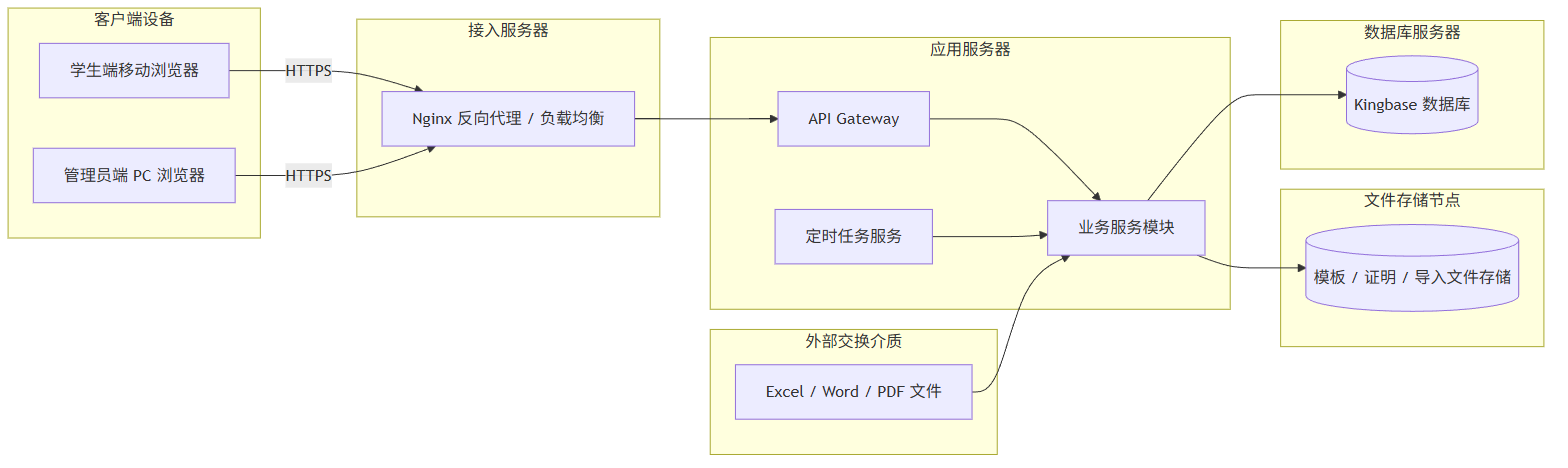 客户端设备
学生端移动浏览器
管理员端 PC 浏览器
HTTPS
HTTPS
接入服务器
Nginx 反向代理 / 负载均衡
应用服务器
API Gateway
定时任务服务
业务服务模块
外部交换介质
Excel / Word / PDF 文件
数据库服务器
Kingbase 数据库
文件存储节点
模板 / 证明 / 导入文件存储